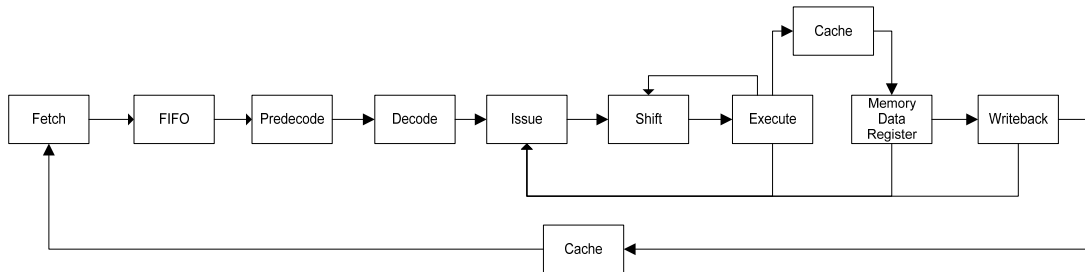 Cache
Fetch
FIFO
Predecode
Decode
Issue
Shift
Execute
Memory
Data
Register
Writeback
Cache